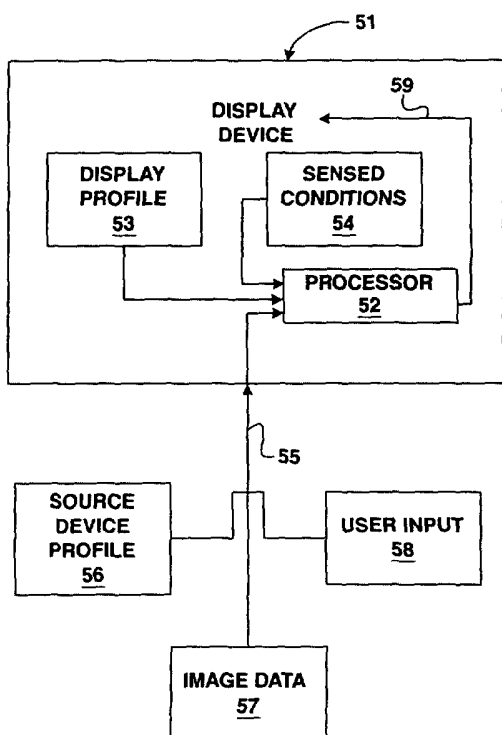 51
59
DISPLAY
DEVICE
DISPLAY
PROFILE
53
SENSED
CONDITIONS
54
PROCESSOR
52
55
SOURCE
DEVICE
PROFILE
56
USER INPUT
58
IMAGE DATA
57